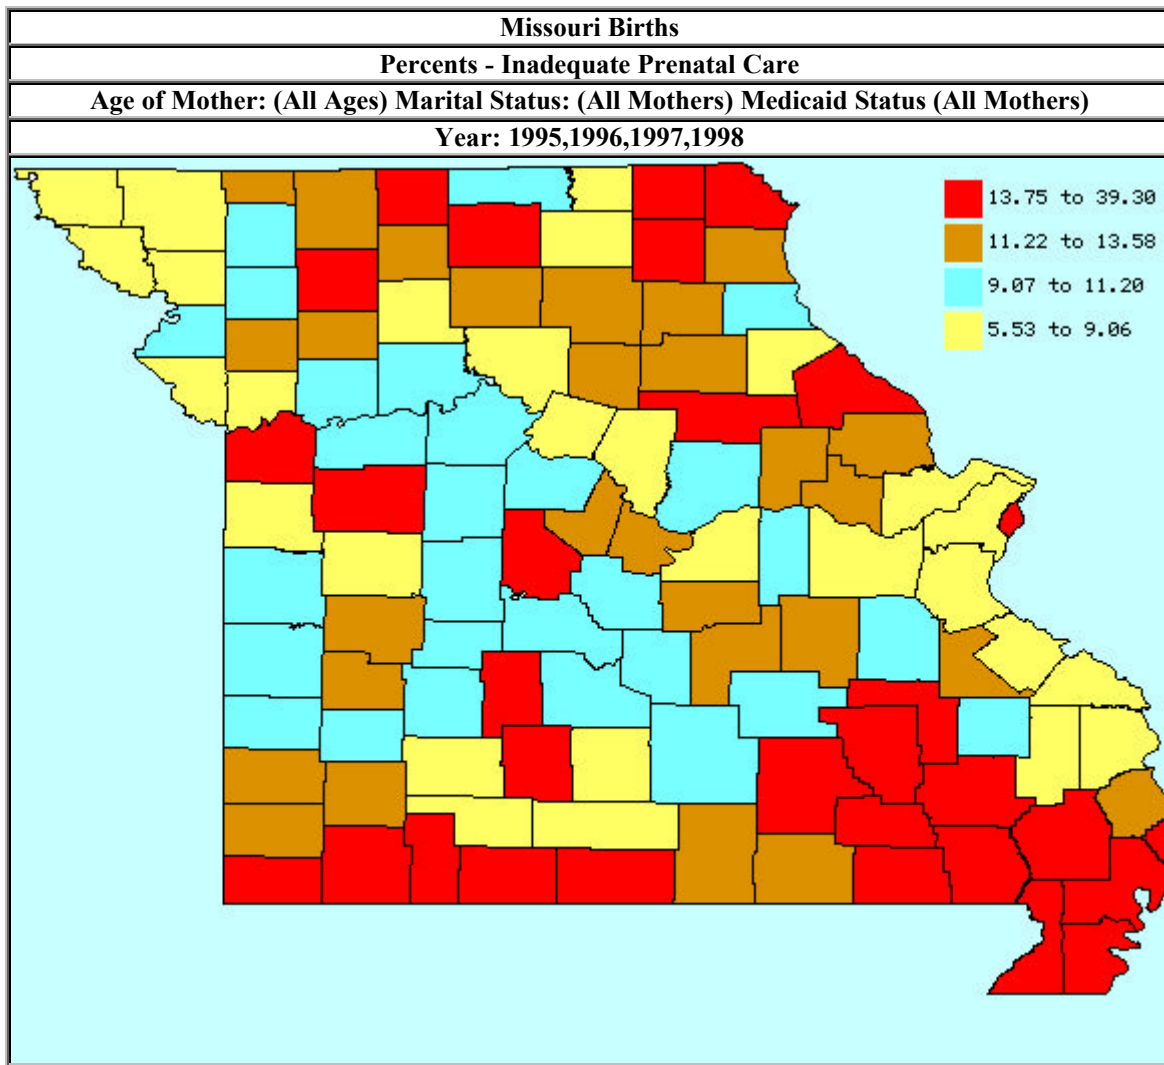 Missouri Births
Percents - Inadequate Prenatal Care
Age of Mother: (All Ages) Marital Status: (All Mothers) Medicaid Status (All Mothers)
Year: 1995,1996,1997,1998
13.75 to 39.30
11.22 to 13.58
9.07 to 11.20
5.53 to 9.06